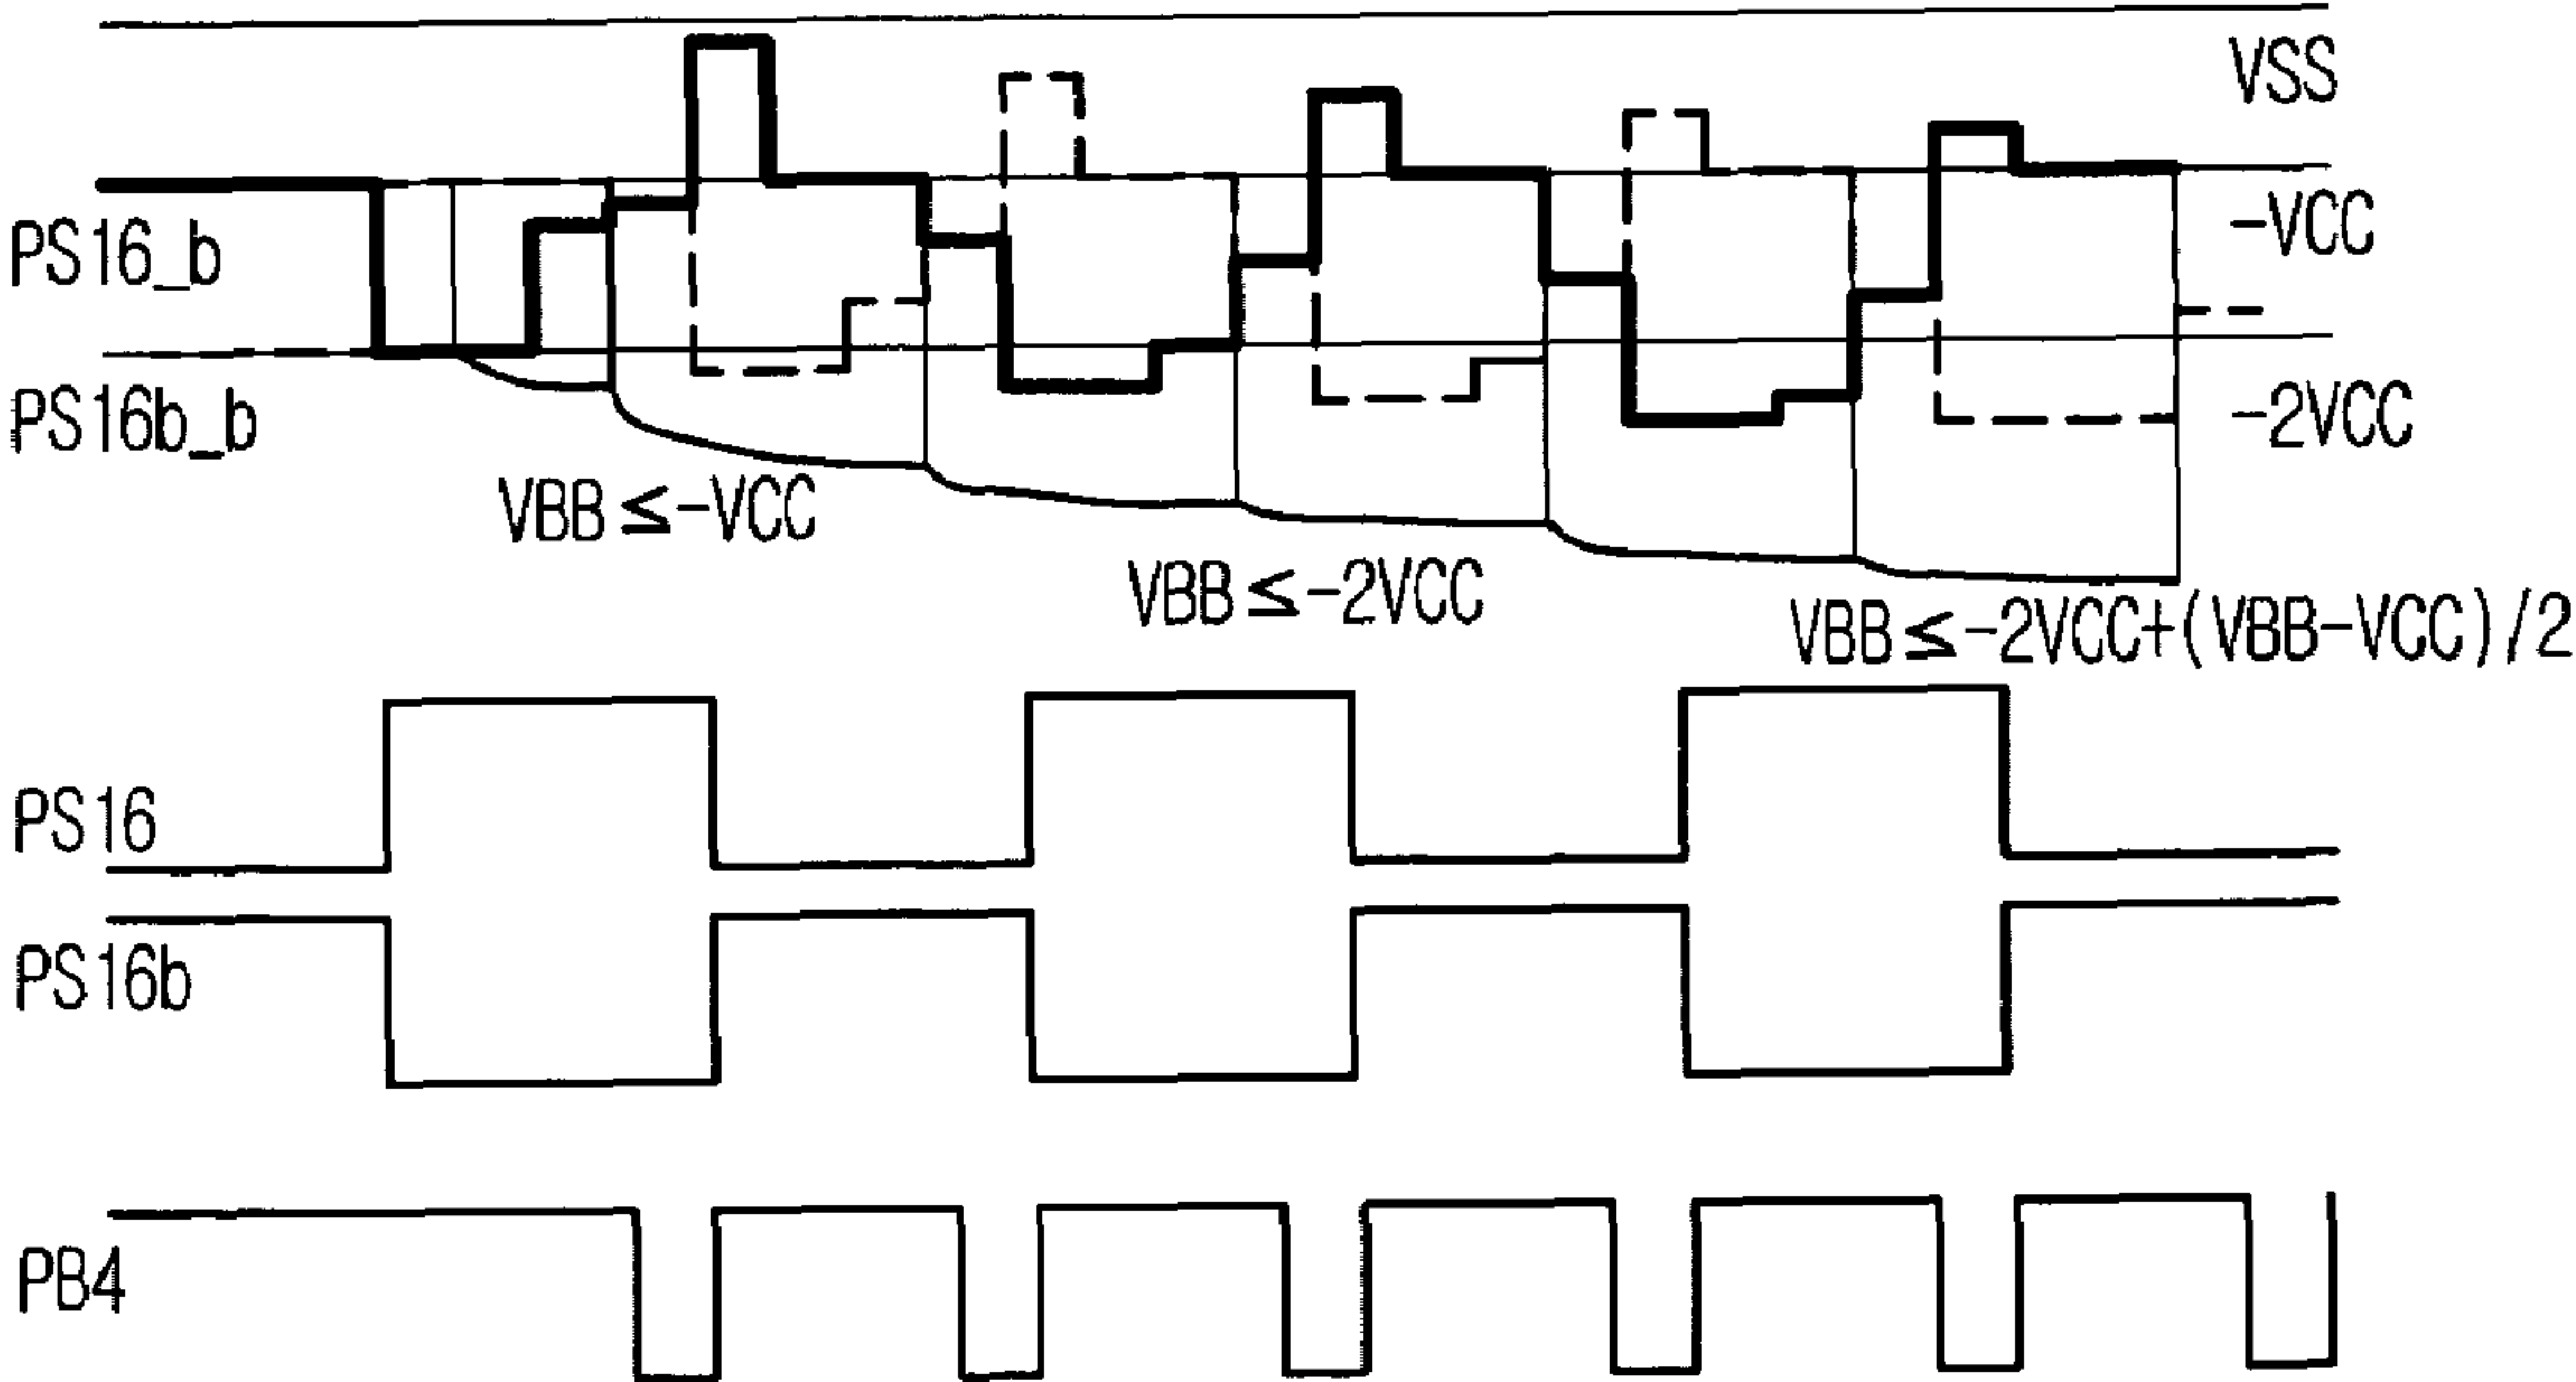 VSS
PS16_b
-VCC
PS16b_b
-2VCC
VBB ≤ -VCC
VBB ≤ -2VCC
VBB ≤ -2VCC+(VBB-VCC)/2
PS16
PS16b
PB4